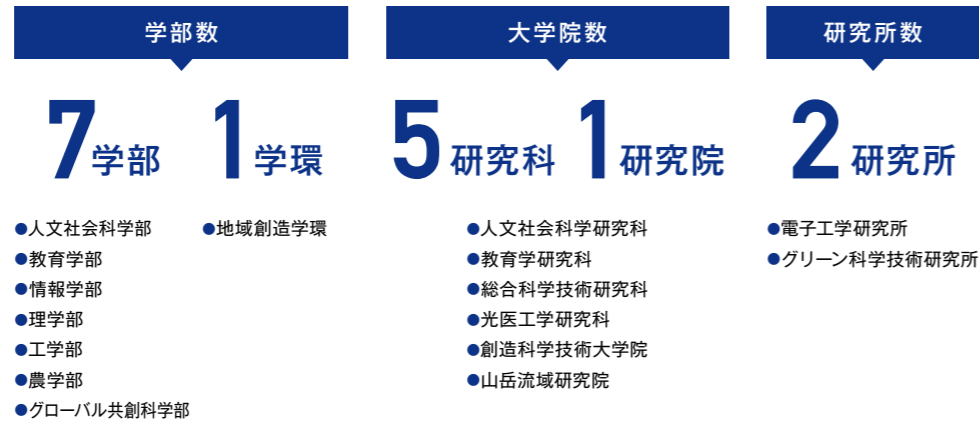 学部数
7学部 1学環
●人文社会科学部
●教育学部
●情報学部
●理学部
●工学部
●農学部
●グローバル共創科学部
●地域創造学環
大学院数
5研究科 1研究院
●人文社会科学研究科
●教育学研究科
●総合科学技術研究科
●光医工学研究科
●創造科学技術大学院
●山岳流域研究院
研究所数
2研究所
●電子工学研究所
●グリーン科学技術研究所